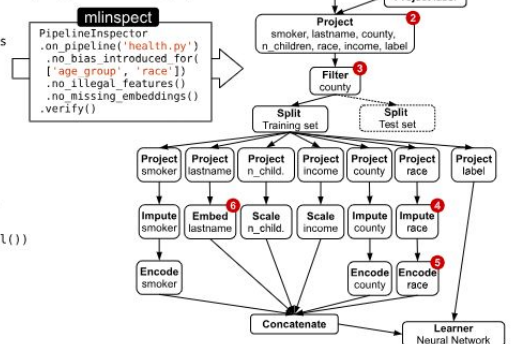 Project label
s
mlinspect
PipelineInspector
.on_pipeline('health.py')
.no_bias_introduced_for(
['age_group', 'race'])
.no_illegal_features()
.no_missing_embeddings()
.verify()
2
Project
smoker, lastname, county,
n_children, race, income, label
3
Filter
county
Split
Training set
Split
Test set
Project
smoker
Project
lastname
Project
n_child.
Project
income
Project
county
Project
race
Project
label
Impute
smoker
6
Embed
lastname
Scale
n_child.
Scale
income
Impute
county
4
Impute
race
l())
Encode
smoker
Encode
county
5
Encode
race
Concatenate
Learner
Neural Network